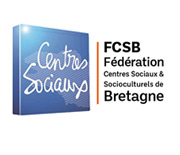 Centres
Sociaux
FCSB
Fédération
Centres Sociaux &
Socioculturels de
Bretagne